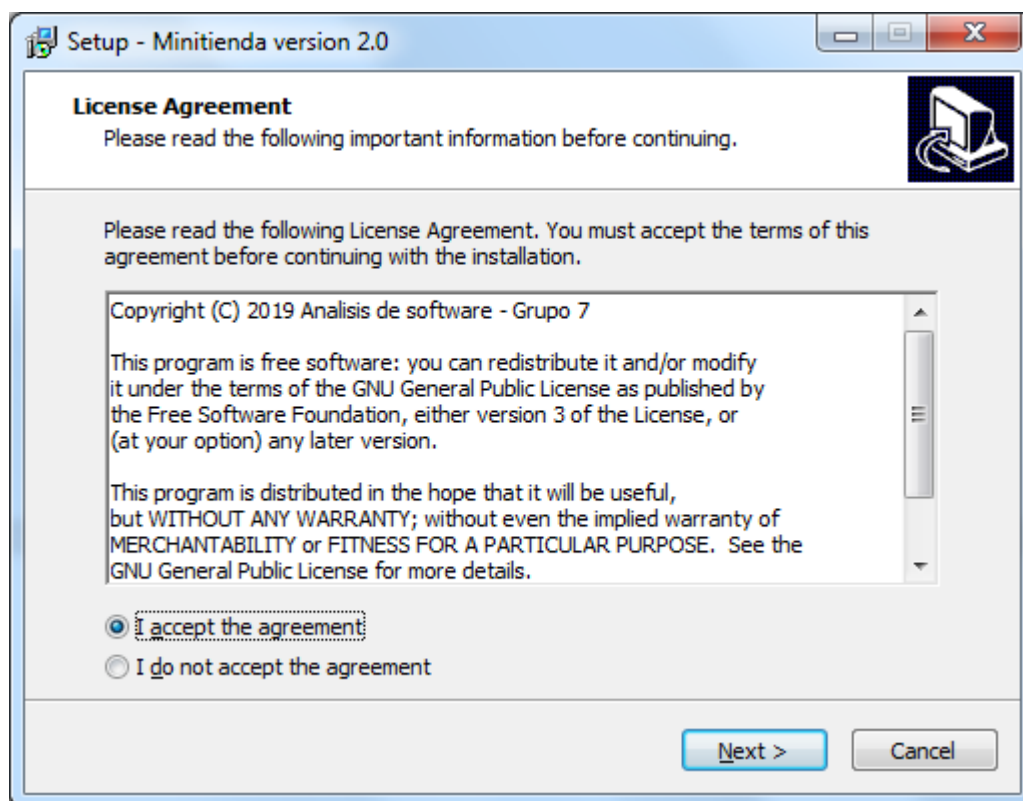 Setup - Minitienda version 2.0
License Agreement
Please read the following important information before continuing.
Please read the following License Agreement. You must accept the terms of this
agreement before continuing with the installation.
Copyright (C) 2019 Analisis de software - Grupo 7
This program is free software: you can redistribute it and/or modify
it under the terms of the GNU General Public License as published by
the Free Software Foundation, either version 3 of the License, or
(at your option) any later version.
This program is distributed in the hope that it will be useful,
but WITHOUT ANY WARRANTY; without even the implied warranty of
MERCHANTABILITY or FITNESS FOR A PARTICULAR PURPOSE.  See the
GNU General Public License for more details.
I accept the agreement
I do not accept the agreement
Next >
Cancel